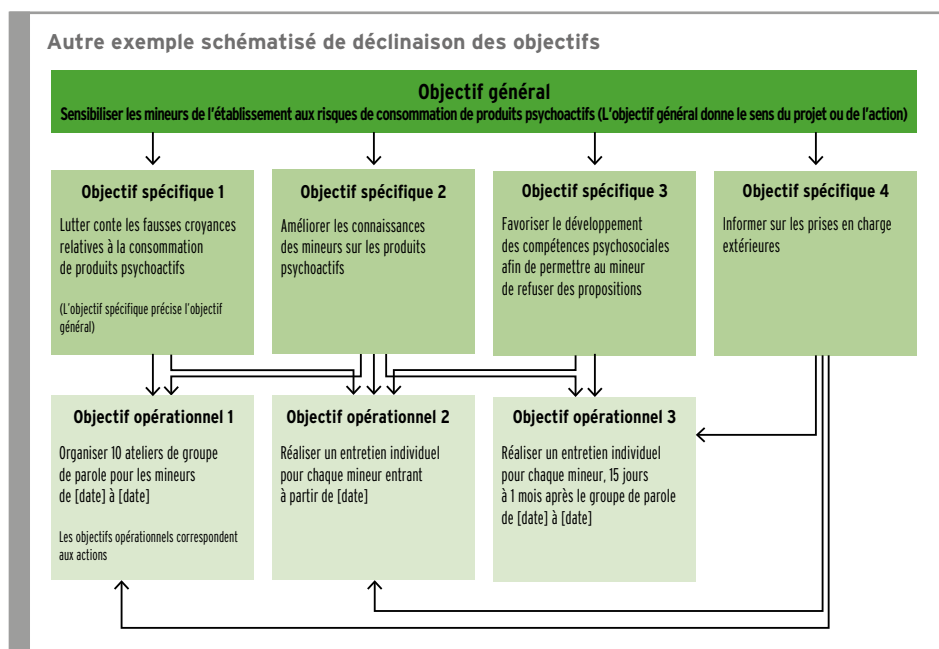 Autre exemple schématisé de déclinaison des objectifs
Objectif général
Sensibiliser les mineurs de l'établissement aux risques de consommation de produits psychoactifs (L'objectif général donne le sens du projet ou de l'action)
Objectif spécifique 1
Lutter conte les fausses croyances
relatives à la consommation
de produits psychoactifs
(L'objectif spécifique précise l'objectif
général)
Objectif spécifique 2
Améliorer les connaissances
des mineurs sur les produits
psychoactifs
Objectif spécifique 3
Favoriser le développement
des compétences psychosociales
afin de permettre au mineur
de refuser des propositions
Objectif spécifique 4
Informer sur les prises en charge
extérieures
Objectif opérationnel 1
Organiser 10 ateliers de groupe
de parole pour les mineurs
de [date] à [date]
Les objectifs opérationnels correspondent
aux actions
Objectif opérationnel 2
Réaliser un entretien individuel
pour chaque mineur entrant
à partir de [date]
Objectif opérationnel 3
Réaliser un entretien individuel
pour chaque mineur, 15 jours
à 1 mois après le groupe de parole
de [date] à [date]